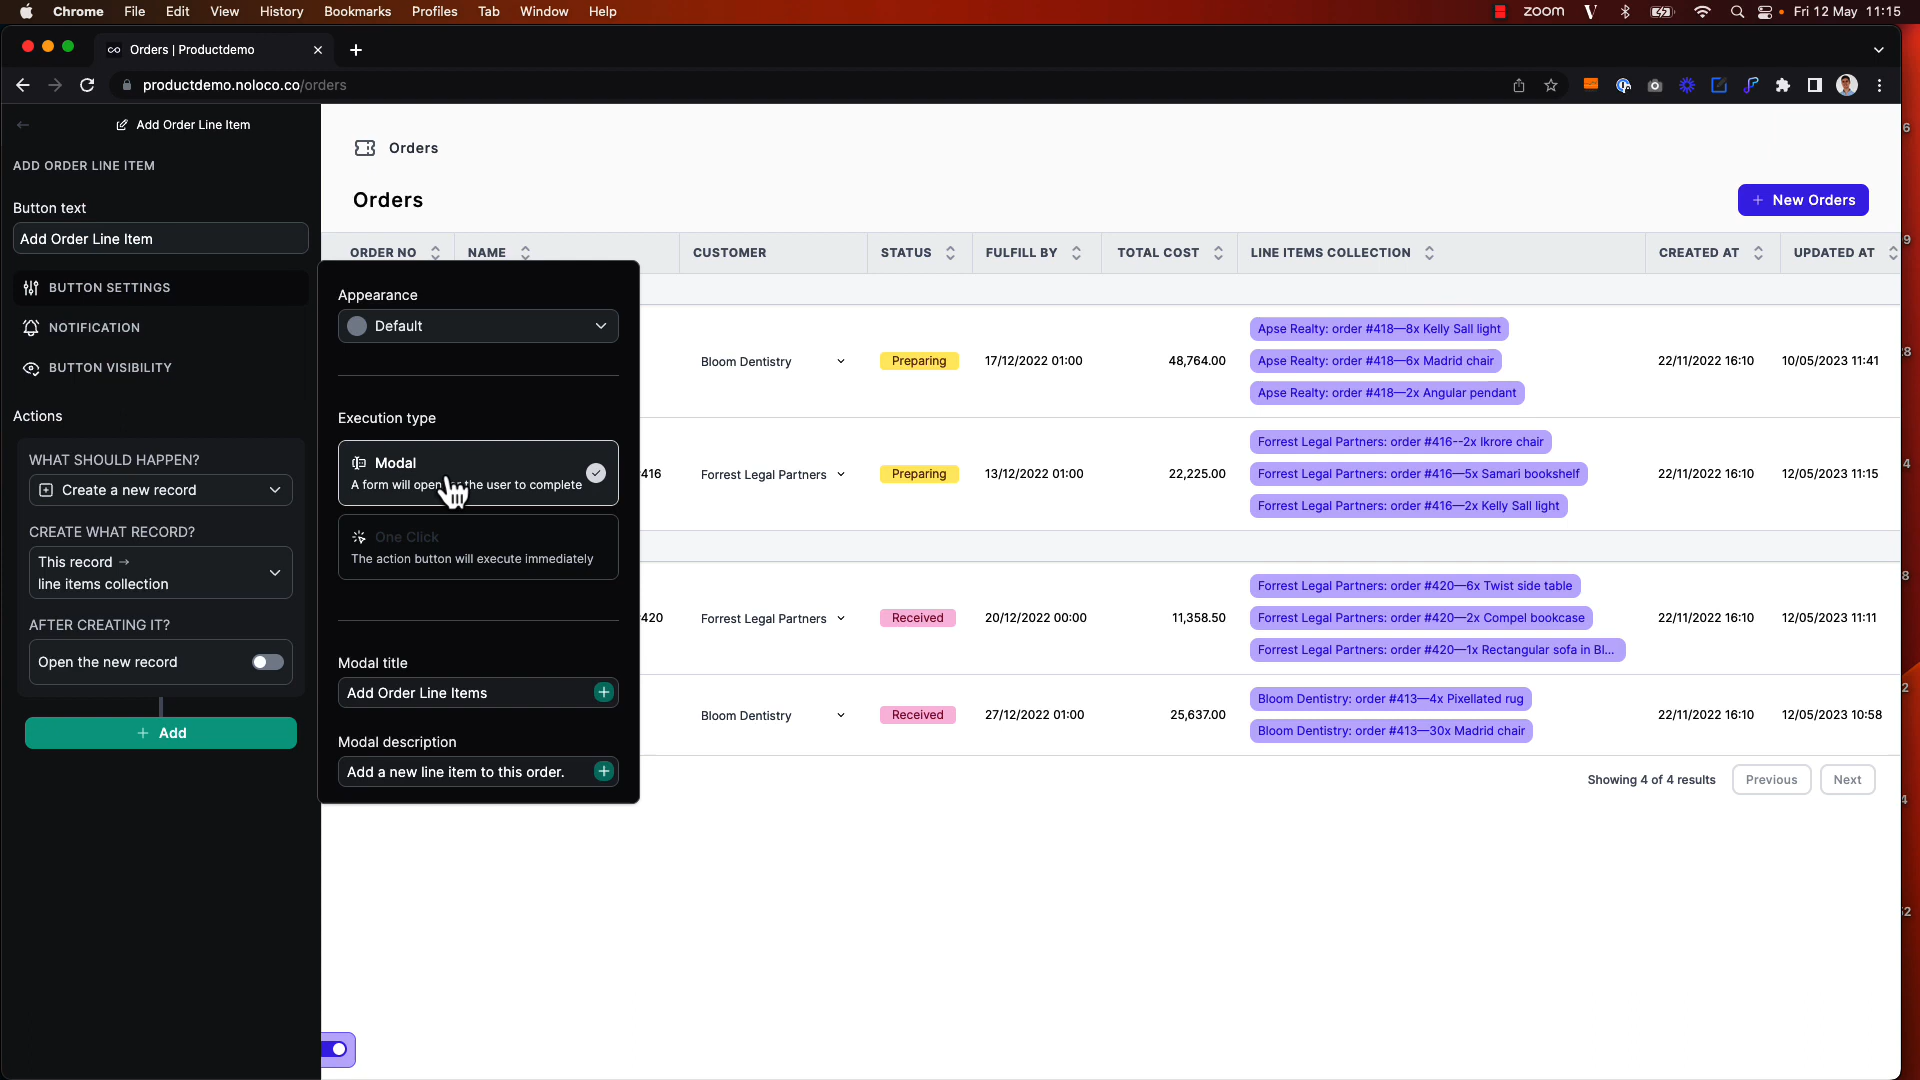 Chrome File Edit View History Bookmarks Profiles Tab Window Help zoom Fri 12 May 11:15
Orders | Productdemo
productdemo.noloco.co/orders
Add Order Line Item
ADD ORDER LINE ITEM
Button text
Add Order Line Item
BUTTON SETTINGS
NOTIFICATION
BUTTON VISIBILITY
Actions
WHAT SHOULD HAPPEN?
Create a new record
CREATE WHAT RECORD?
This record →
line items collection
AFTER CREATING IT?
Open the new record
+ Add
Appearance
Default
Execution type
Modal
A form will open the user to complete
One Click
The action button will execute immediately
Modal title
Add Order Line Items
Modal description
Add a new line item to this order.
Orders
Orders
+ New Orders
ORDER NO NAME CUSTOMER STATUS FULFILL BY TOTAL COST LINE ITEMS COLLECTION CREATED AT UPDATED AT
Bloom Dentistry Preparing 17/12/2022 01:00 48,764.00 22/11/2022 16:10 10/05/2023 11:41
Apse Realty: order #418—8x Kelly Sall light
Apse Realty: order #418—6x Madrid chair
Apse Realty: order #418—2x Angular pendant
416 Forrest Legal Partners Preparing 13/12/2022 01:00 22,225.00 22/11/2022 16:10 12/05/2023 11:15
Forrest Legal Partners: order #416--2x Ikrore chair
Forrest Legal Partners: order #416—5x Samari bookshelf
Forrest Legal Partners: order #416—2x Kelly Sall light
420 Forrest Legal Partners Received 20/12/2022 00:00 11,358.50 22/11/2022 16:10 12/05/2023 11:11
Forrest Legal Partners: order #420—6x Twist side table
Forrest Legal Partners: order #420—2x Compel bookcase
Forrest Legal Partners: order #420—1x Rectangular sofa in Bl...
Bloom Dentistry Received 27/12/2022 01:00 25,637.00 22/11/2022 16:10 12/05/2023 10:58
Bloom Dentistry: order #413—4x Pixellated rug
Bloom Dentistry: order #413—30x Madrid chair
Showing 4 of 4 results Previous Next